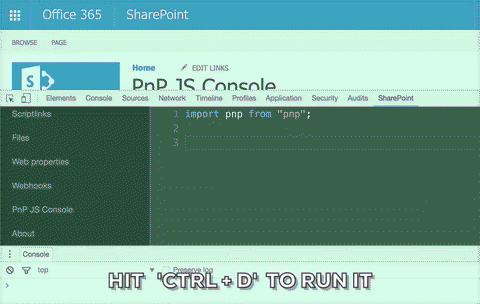 Office 365 SharePoint
BROWSE PAGE
Home EDIT LINKS
PnP JS Console
Elements Console Sources Network Timeline Profiles Application Security Audits SharePoint
Scriptlinks
Files
Web properties
Webhooks
PnP JS Console
About
1 import pnp from "pnp";
2
3
Console
top Preserve log
HIT 'CTRL + D' TO RUN IT